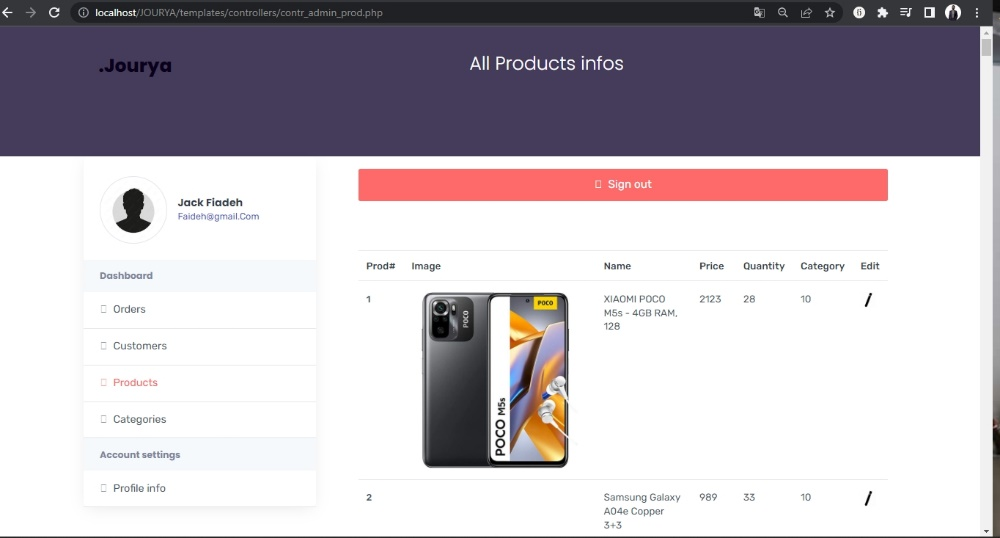 localhost/JOURYA/templates/controllers/contr_admin_prod.php
.Jourya
All Products infos
Jack Fiadeh
Faideh@gmail.Com
Dashboard
Orders
Customers
Products
Categories
Account settings
Profile info
Sign out
Prod# Image Name Price Quantity Category Edit
1 XIAOMI POCO 2123 28 10
M5s - 4GB RAM,
128
POCO
POCO
POCO M5s
2 Samsung Galaxy 989 33 10
A04e Copper
3+3